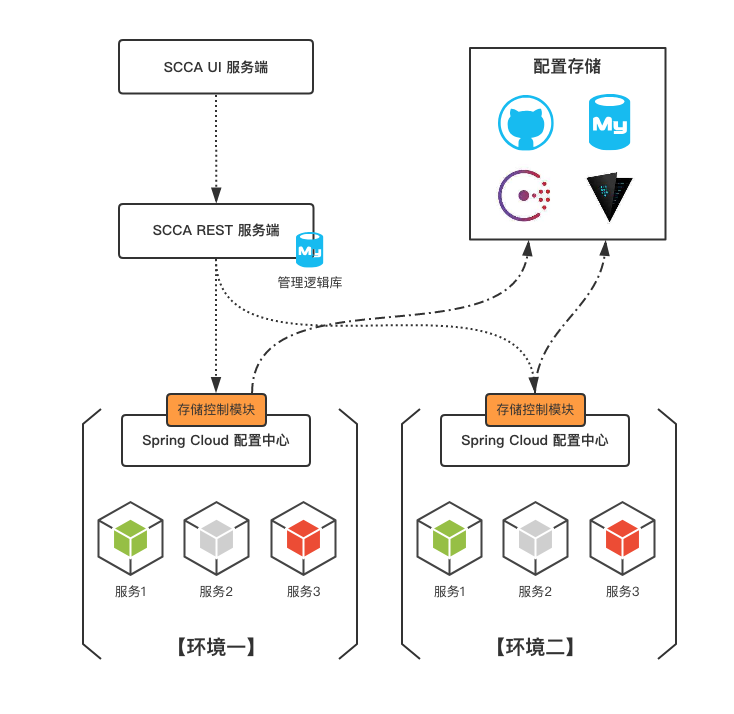 SCCA UI 服务端
配置存储
My
SCCA REST 服务端
My
管理逻辑库
存储控制模块
Spring Cloud 配置中心
服务1
服务2
服务3
【环境一】
存储控制模块
Spring Cloud 配置中心
服务1
服务2
服务3
【环境二】